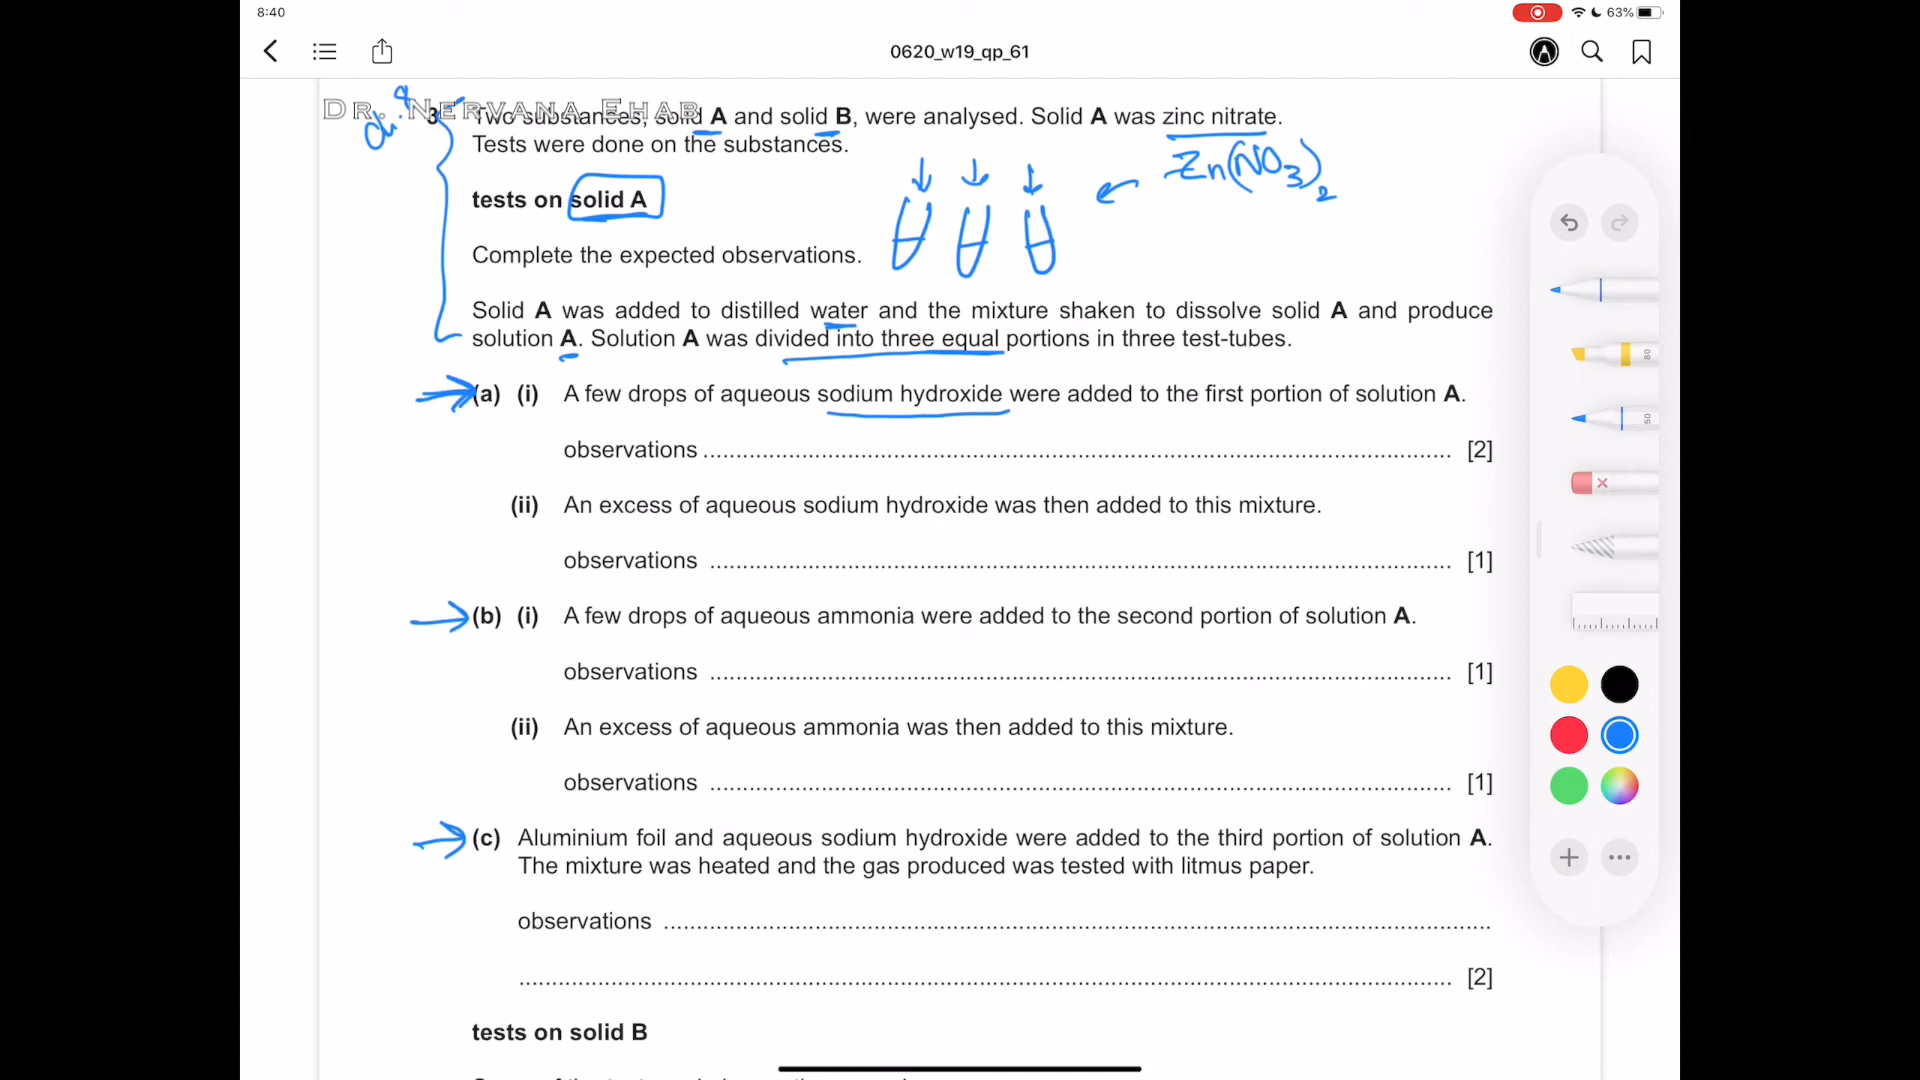 8:40
63%
0620_w19_qp_61
DR. NERVANA EHAB
3 Two substances, solid A and solid B, were analysed. Solid A was zinc nitrate.
Tests were done on the substances.
Zn(NO3)2
tests on solid A
Complete the expected observations.
Solid A was added to distilled water and the mixture shaken to dissolve solid A and produce
solution A. Solution A was divided into three equal portions in three test-tubes.
(a) (i) A few drops of aqueous sodium hydroxide were added to the first portion of solution A.
observations ........................ [2]
(ii) An excess of aqueous sodium hydroxide was then added to this mixture.
observations ........................ [1]
(b) (i) A few drops of aqueous ammonia were added to the second portion of solution A.
observations ........................ [1]
(ii) An excess of aqueous ammonia was then added to this mixture.
observations ........................ [1]
(c) Aluminium foil and aqueous sodium hydroxide were added to the third portion of solution A.
The mixture was heated and the gas produced was tested with litmus paper.
observations ........................
........................ [2]
tests on solid B
80
50